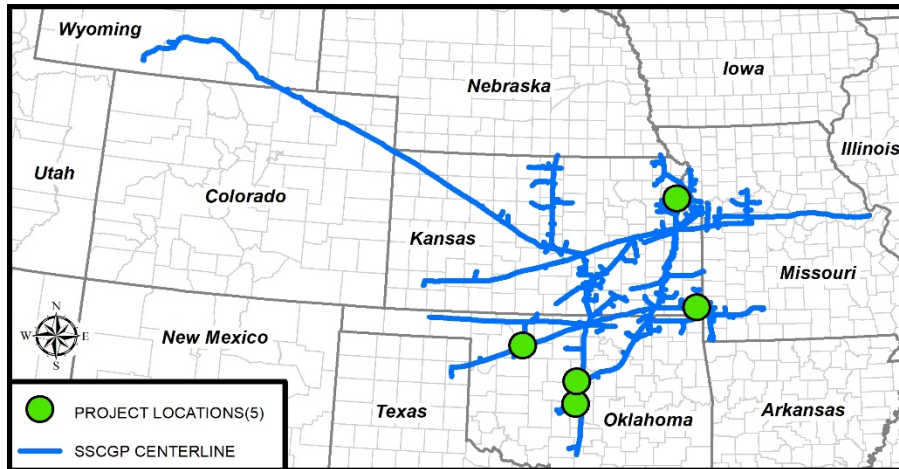 Wyoming
Nebraska
Iowa
Illinois
Utah
Colorado
Kansas
Missouri
N
W E
S
New Mexico
Texas
Oklahoma
Arkansas
PROJECT LOCATIONS(5)
SSCGP CENTERLINE